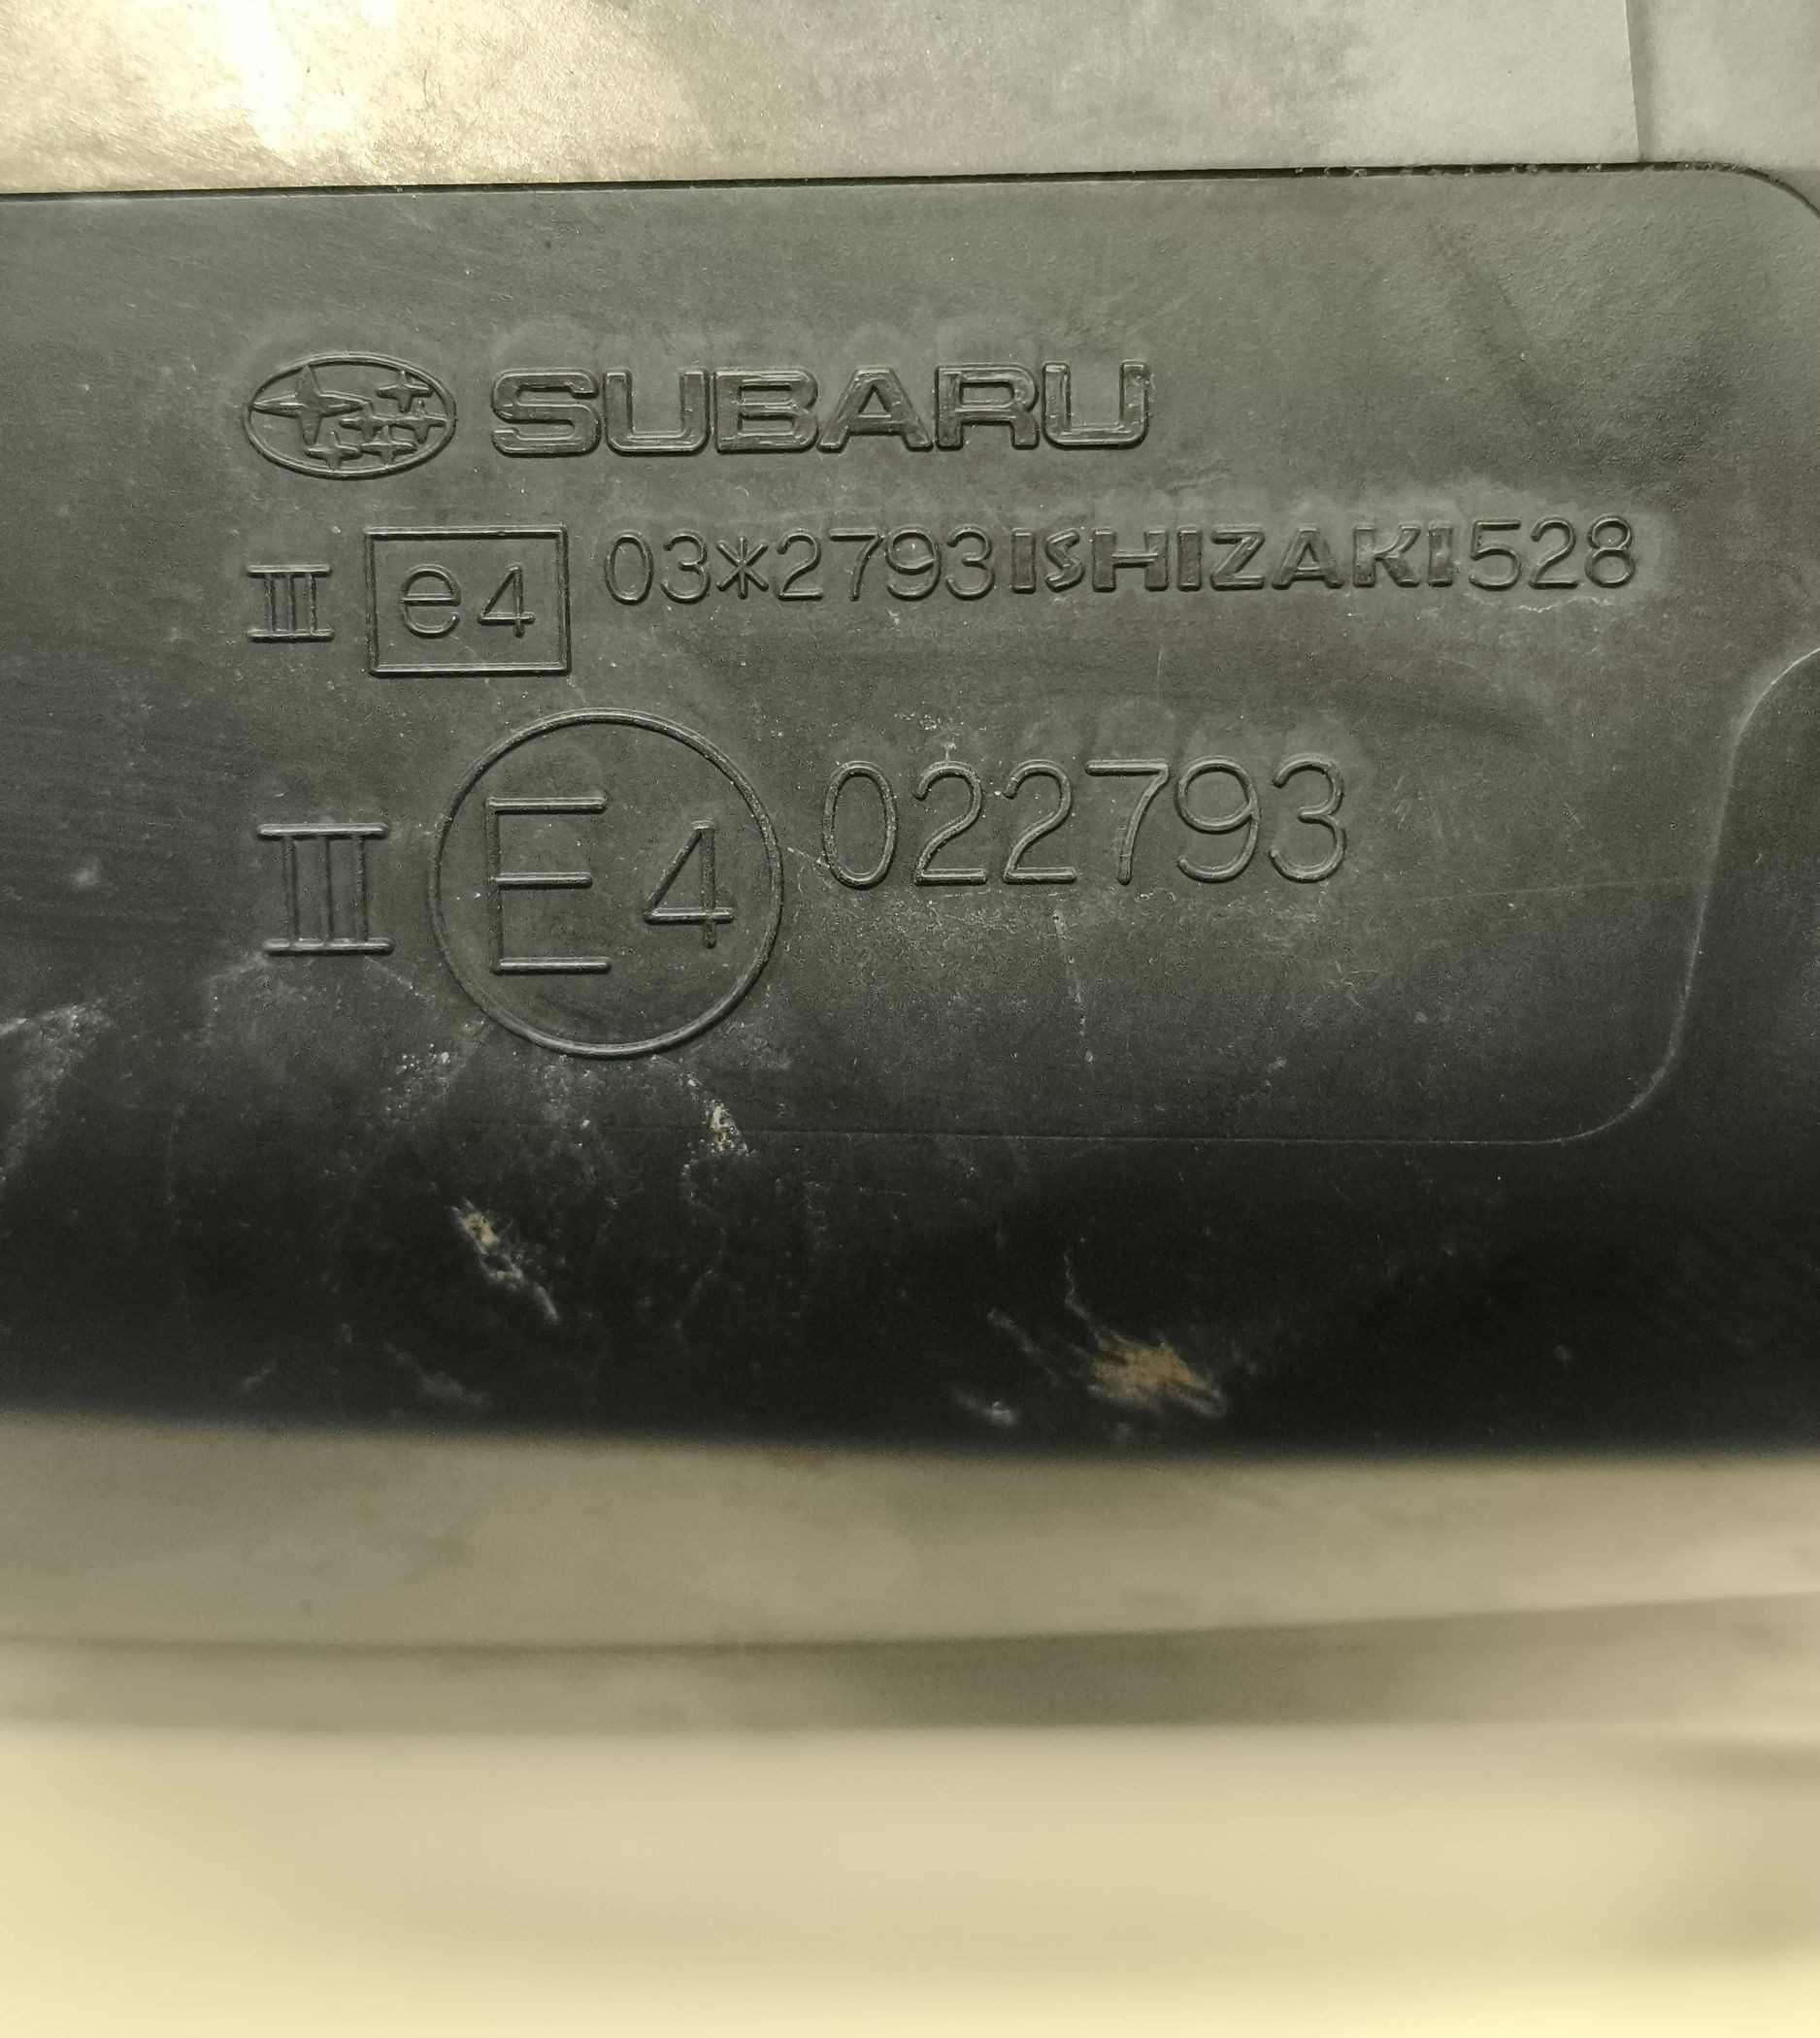 SUBARU
III e4 03*2793 ISHIZAKI 528
III E4 022793